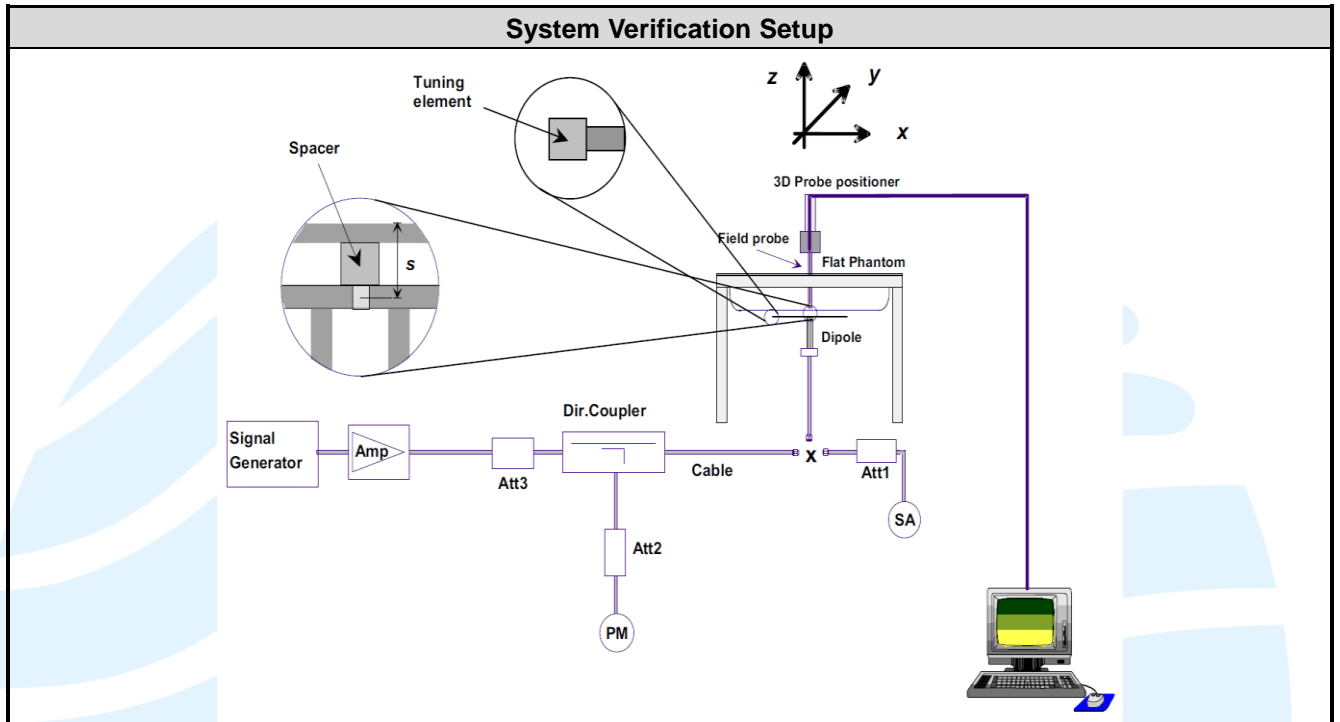 System Verification Setup
Tuning
element
Spacer
s
z
y
x
3D Probe positioner
Field probe
Flat Phantom
Dipole
Dir.Coupler
Signal
Generator
Amp
Att3
Cable
x
Att1
SA
Att2
PM